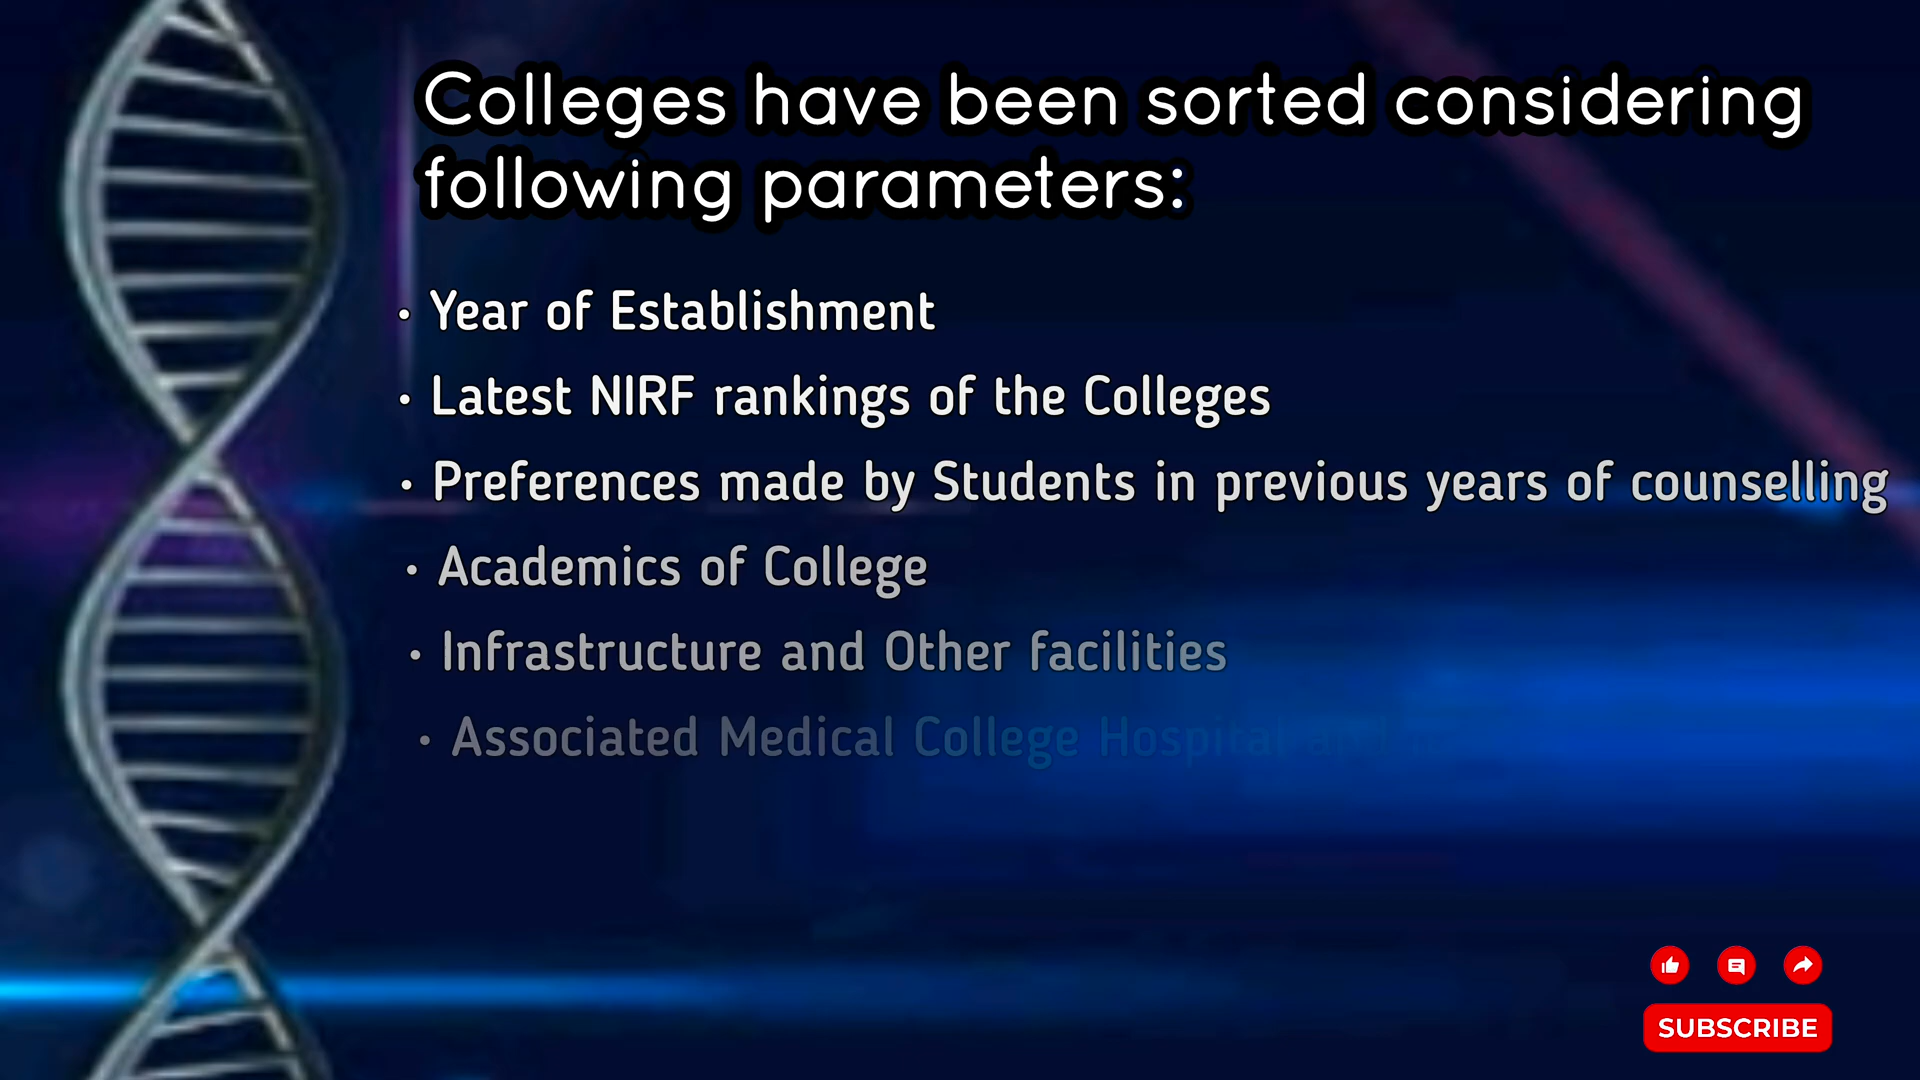 Colleges have been sorted considering
following parameters:
• Year of Establishment
• Latest NIRF rankings of the Colleges
• Preferences made by Students in previous years of counselling
• Academics of College
• Infrastructure and Other facilities
• Associated Medical College Hospital
SUBSCRIBE